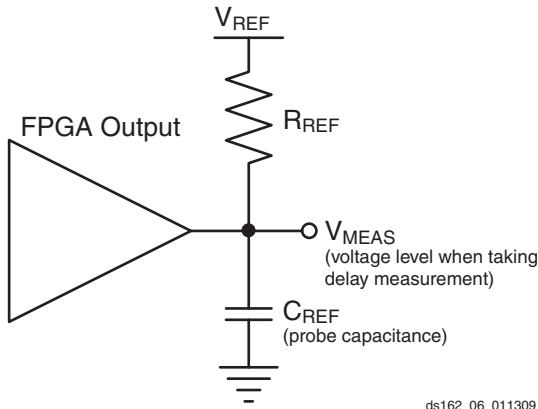 VREF
FPGA Output
RREF
VMEAS
(voltage level when taking
delay measurement)
CREF
(probe capacitance)
ds162_06_011309